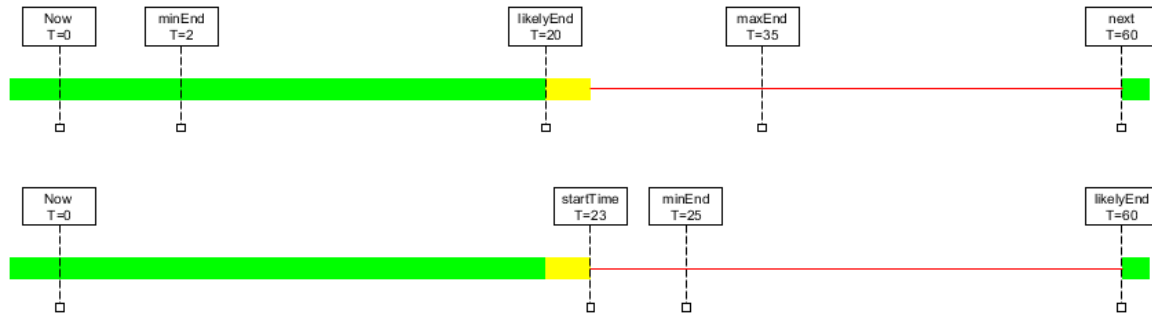 Now
T=0
minEnd
T=2
likelyEnd
T=20
maxEnd
T=35
next
T=60
Now
T=0
startTime
T=23
minEnd
T=25
likelyEnd
T=60